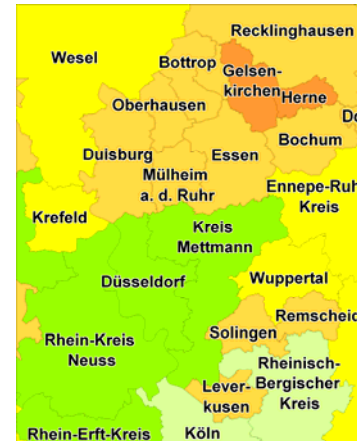 Recklinghausen
Wesel
Bottrop
Gelsen-
kirchen
Herne
Oberhausen
Do
Bochum
Duisburg
Essen
Mülheim
a. d. Ruhr
Ennepe-Ruh
Kreis
Krefeld
Kreis
Mettmann
Düsseldorf
Wuppertal
Remscheid
Solingen
Rhein-Kreis
Neuss
Rheinisch-
Bergischer
Kreis
Lever-
kusen
Rhein-Erft-Kreis
Köln